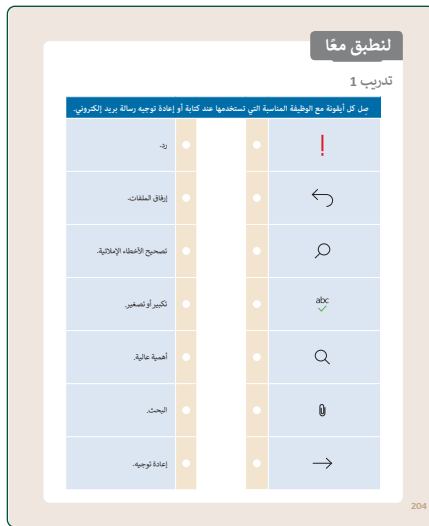 لنطبق معًا
تدريب 1
صِل كل أيقونة مع الوظيفة المناسبة التي تستخدمها عند كتابة أو إعادة توجيه رسالة بريد إلكتروني.
رد.
إرفاق الملفات.
تصحيح الأخطاء الإملائية.
abc
تكبير أو تصغير.
أهمية عالية.
البحث.
إعادة توجيه.
204